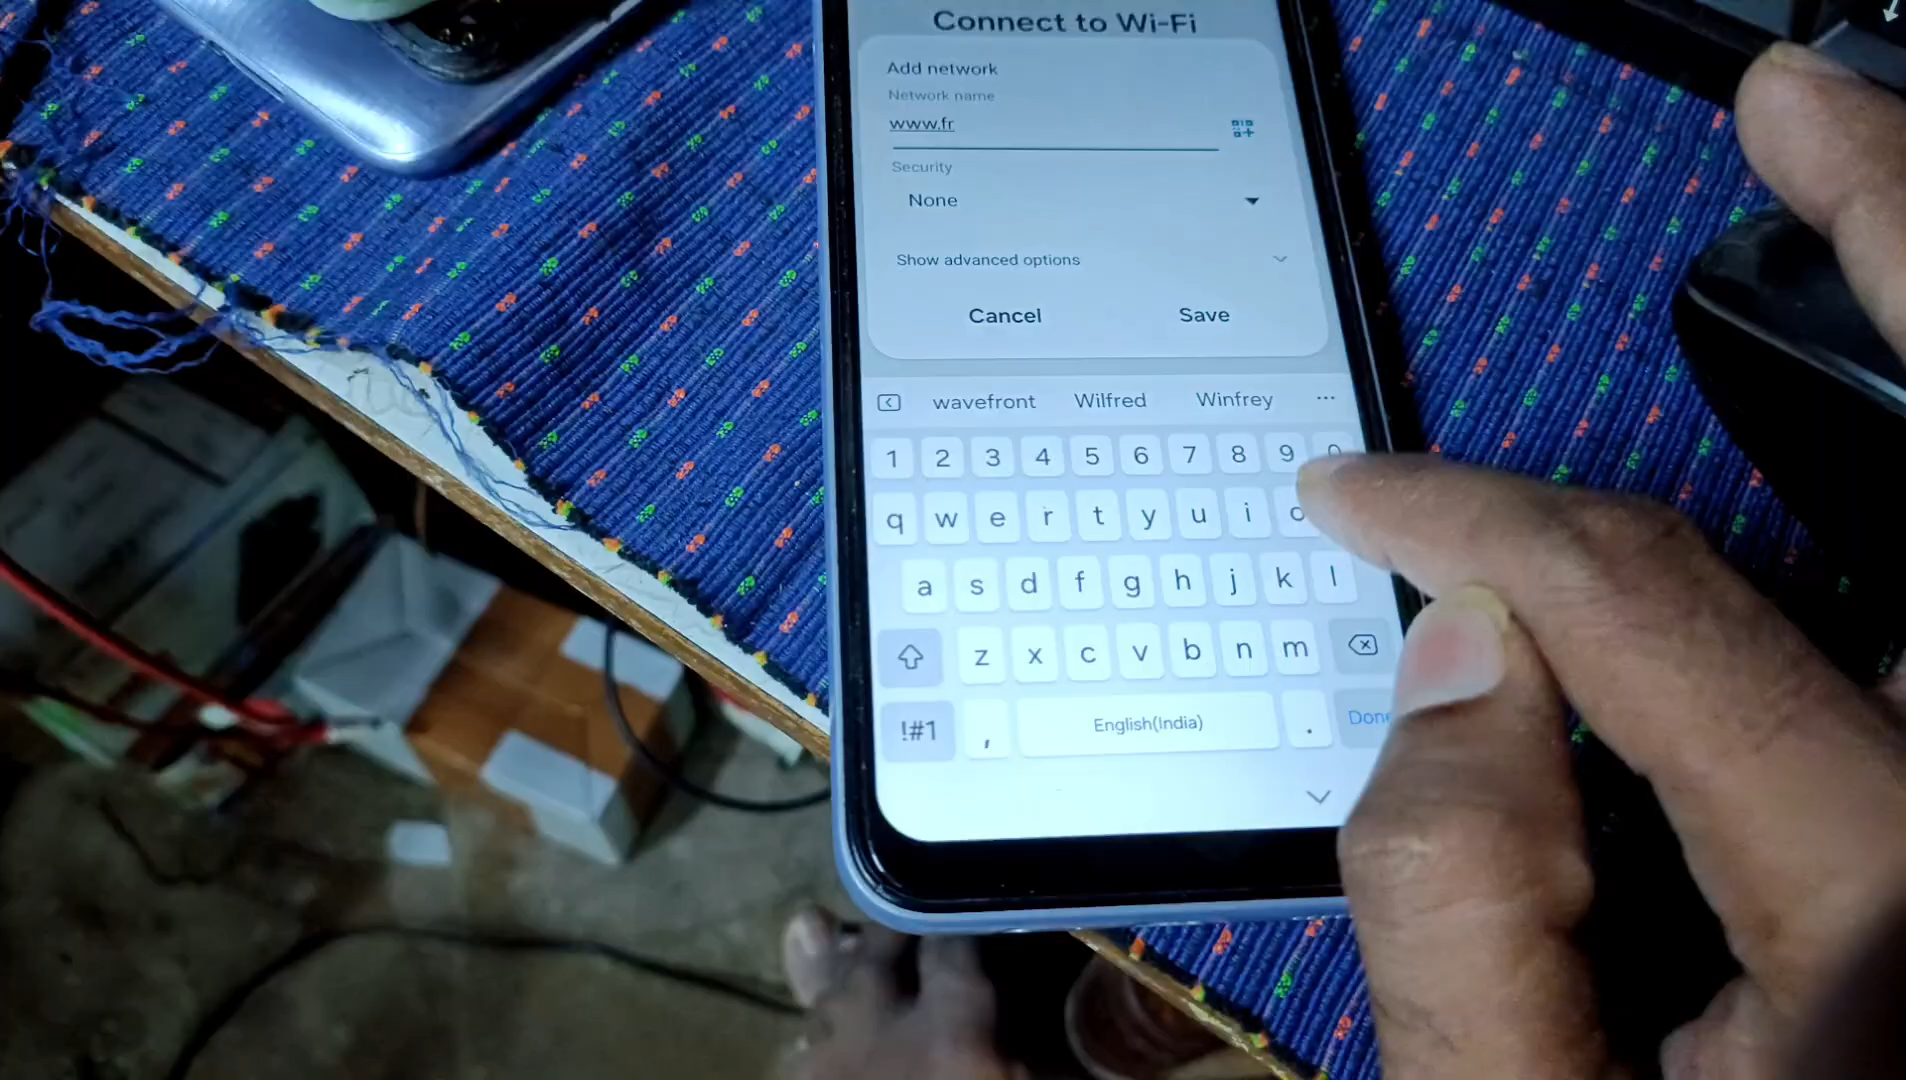 Connect to Wi-Fi
Add network
Network name
www.fr
Security
None
Show advanced options
Cancel Save
wavefront Wilfred Winfrey ...
1 2 3 4 5 6 7 8 9
q w e r t y u i o
a s d f g h j k l
z x c v b n m
!#1 , English(India) . Done